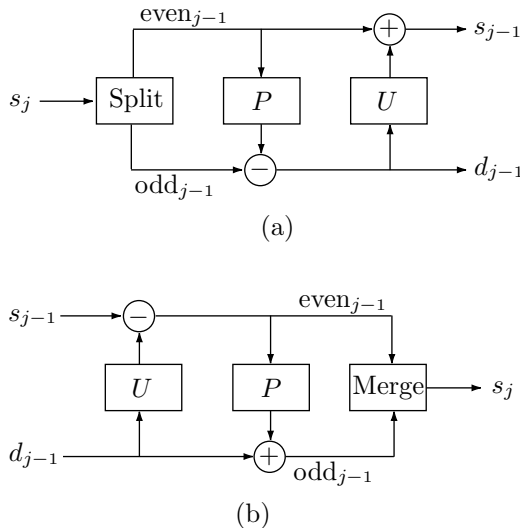 even_{j−1}
+
s_{j−1}
s_j
Split
P
U
−
odd_{j−1}
d_{j−1}
(a)
s_{j−1}
−
even_{j−1}
U
P
Merge
s_j
d_{j−1}
+
odd_{j−1}
(b)